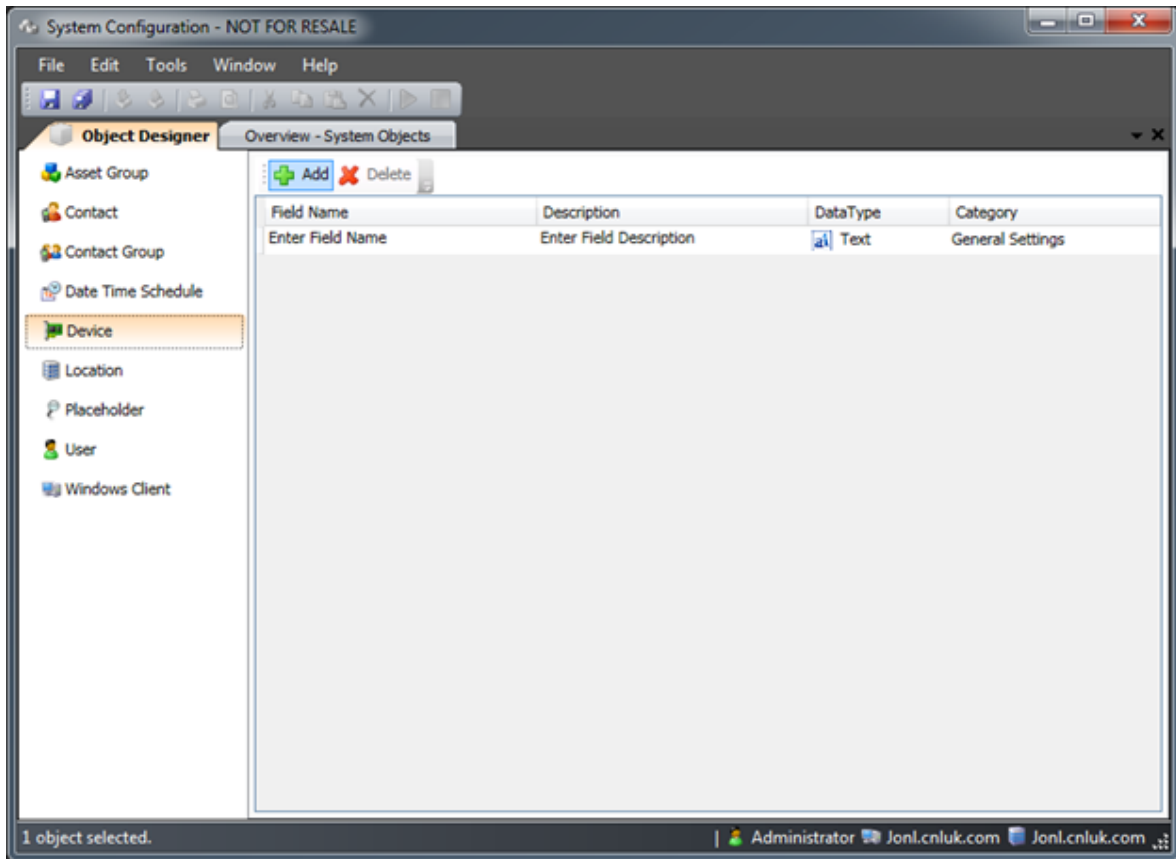 System Configuration - NOT FOR RESALE
File Edit Tools Window Help
Object Designer Overview - System Objects
Asset Group
Contact
Contact Group
Date Time Schedule
Device
Location
Placeholder
User
Windows Client
Add Delete
Field Name Description DataType Category
Enter Field Name Enter Field Description ai Text General Settings
1 object selected. | Administrator Jonl.cnluk.com Jonl.cnluk.com